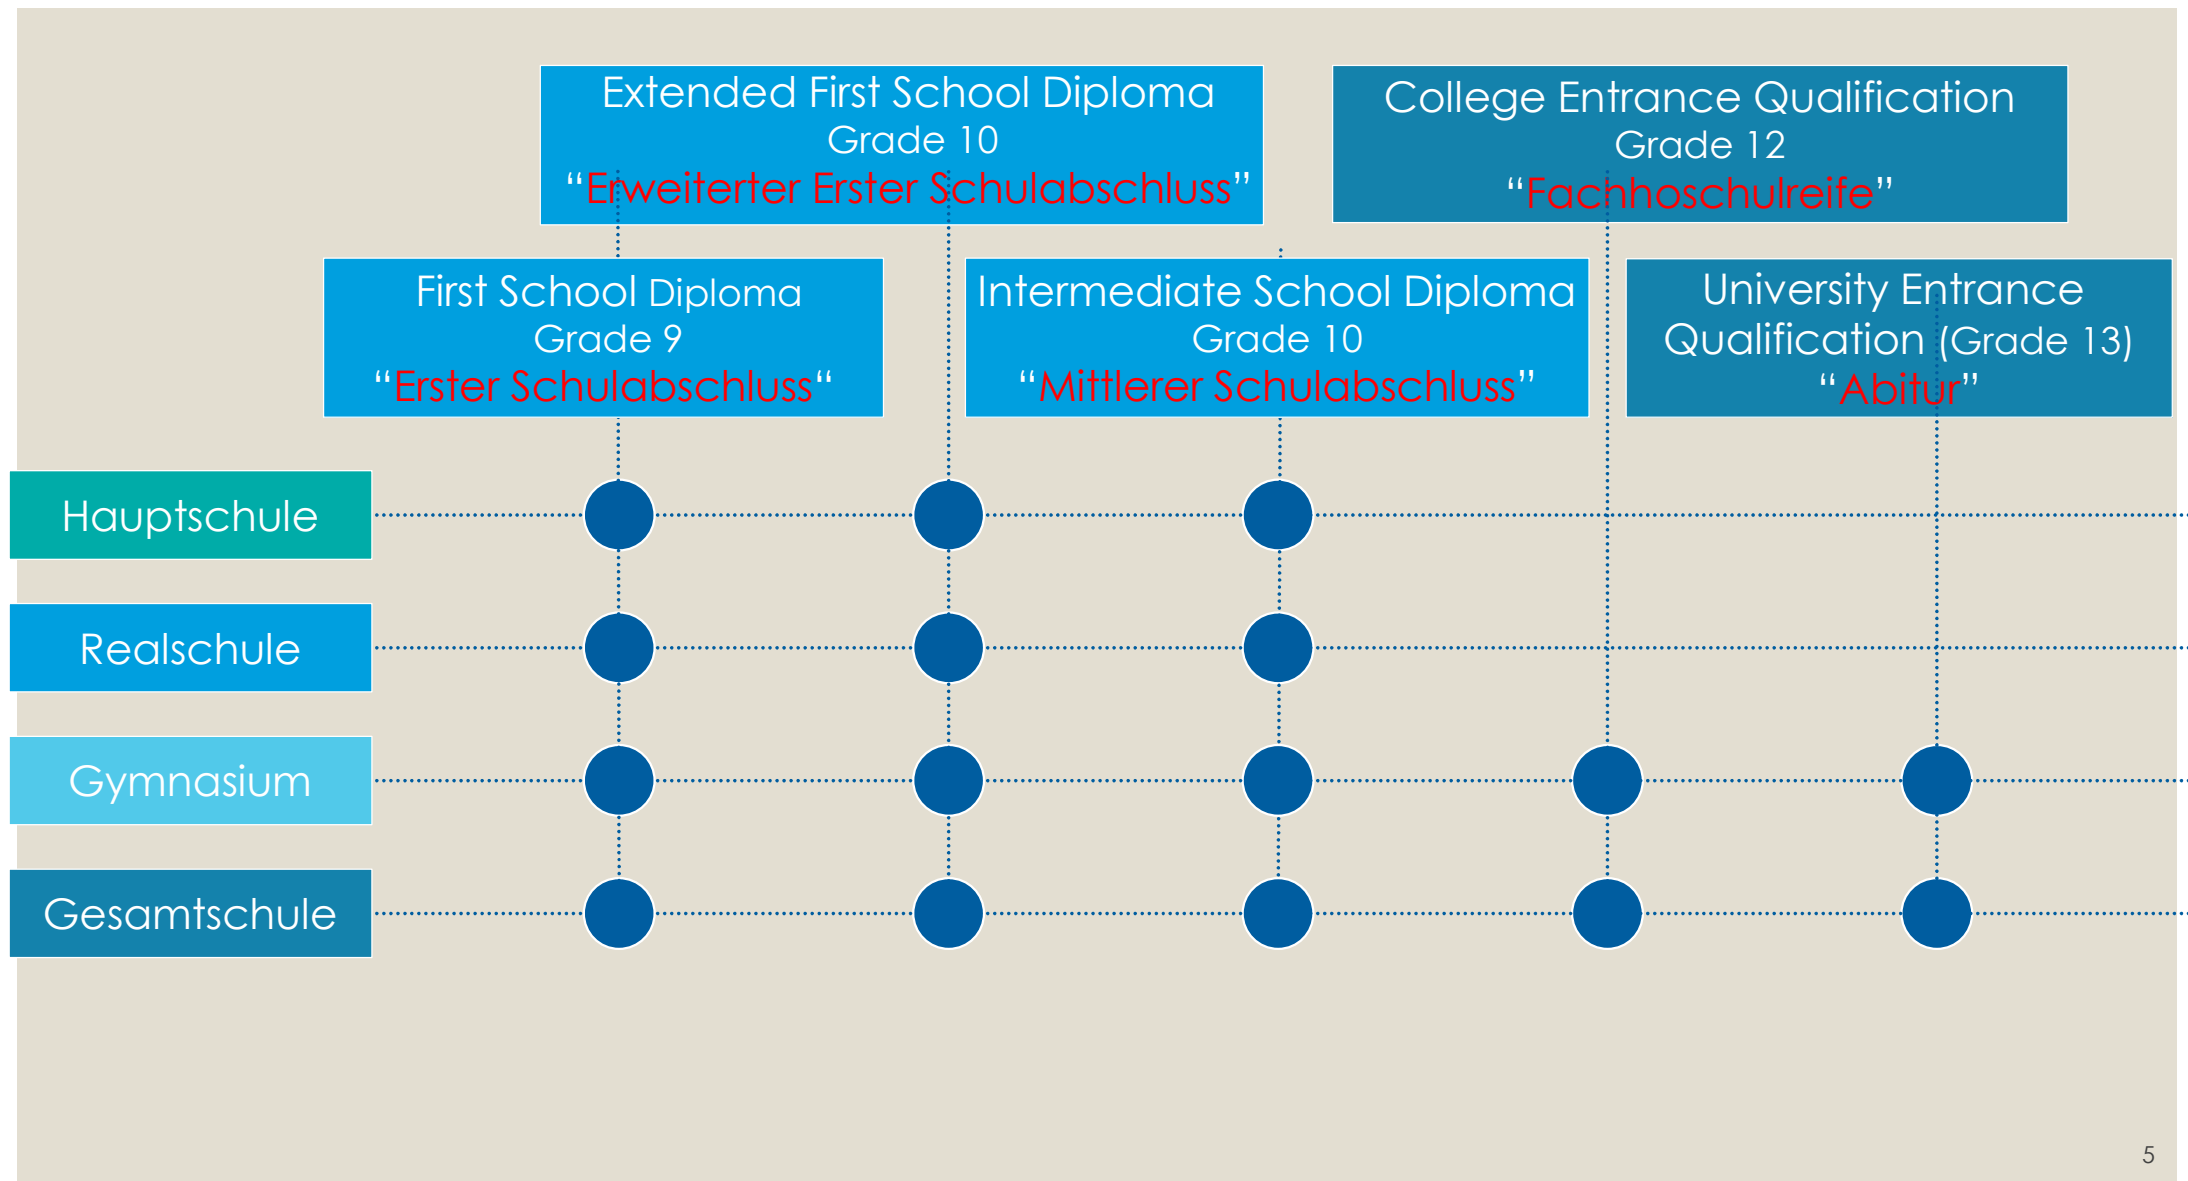 Extended First School Diploma
Grade 10
“Erweiterter Erster Schulabschluss”
College Entrance Qualification
Grade 12
“Fachhoschulreife”
First School Diploma
Grade 9
“Erster Schulabschluss“
Intermediate School Diploma
Grade 10
“Mittlerer Schulabschluss”
University Entrance
Qualification (Grade 13)
“Abitur”
Hauptschule
Realschule
Gymnasium
Gesamtschule
5